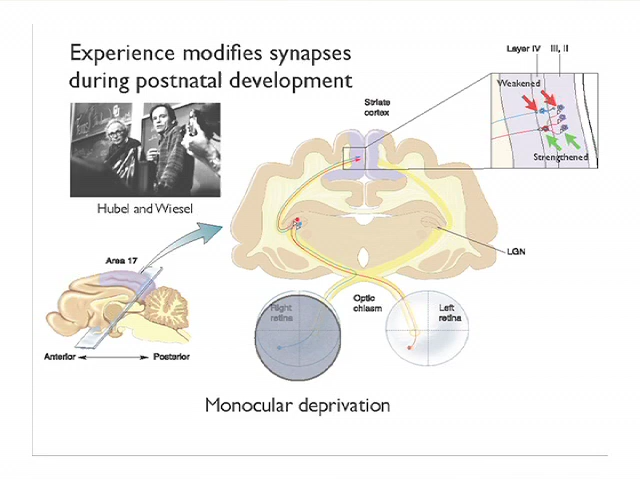 Experience modifies synapses
during postnatal development
Layer IV III, II
Weakened
Strengthened
Striate
cortex
Hubel and Wiesel
Area 17
LGN
Right
retina
Optic
chiasm
Left
retina
Anterior Posterior
Monocular deprivation